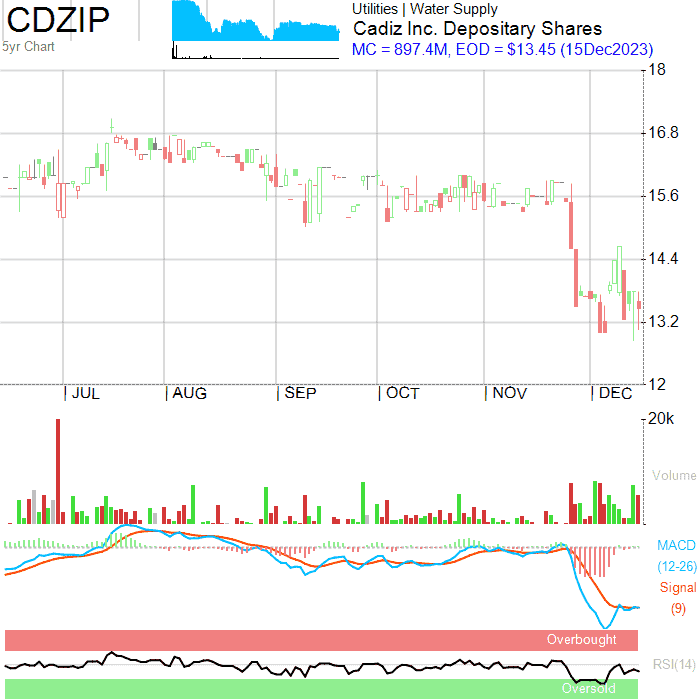 CDZIP
5yr Chart
Utilities | Water Supply
Cadiz Inc. Depositary Shares
MC = 897.4M, EOD = $13.45 (15Dec2023)
18
16.8
15.6
14.4
13.2
12
| JUL | AUG | SEP | OCT | NOV | DEC
20k
Volume
MACD
(12-26)
Signal
(9)
Overbought
RSI(14)
Oversold